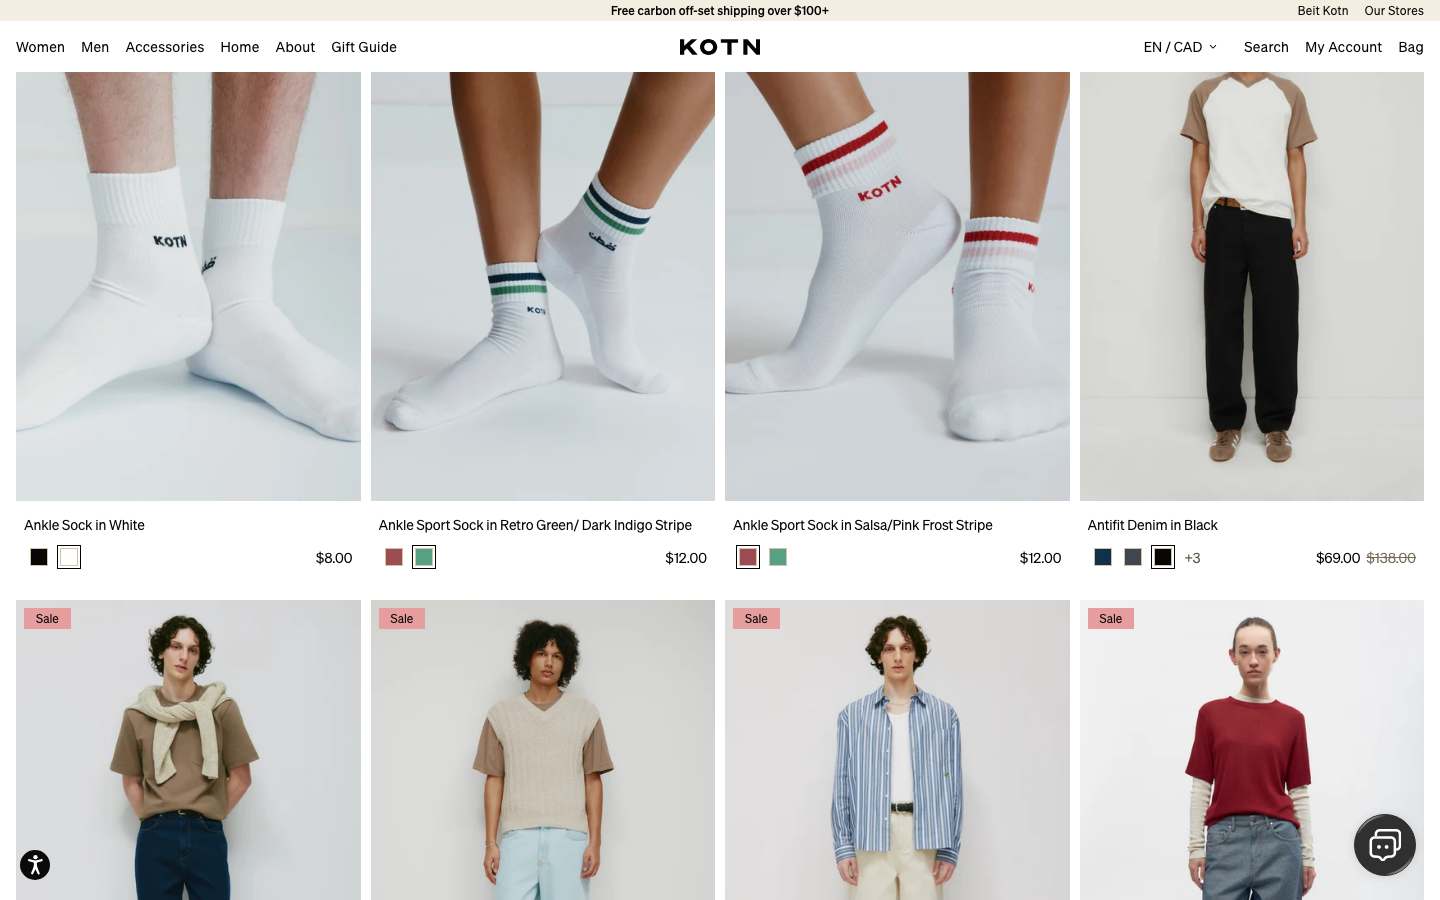 Free carbon off-set shipping over $100+
Beit Kotn
Our Stores
Women
Men
Accessories
Home
About
Gift Guide
KOTN
EN / CAD
Search
My Account
Bag
KOTN
KOTN
قطن
KOTN
Ankle Sock in White
$8.00
Ankle Sport Sock in Retro Green/ Dark Indigo Stripe
$12.00
Ankle Sport Sock in Salsa/Pink Frost Stripe
$12.00
Antifit Denim in Black
+3
$69.00 $138.00
Sale
Sale
Sale
Sale